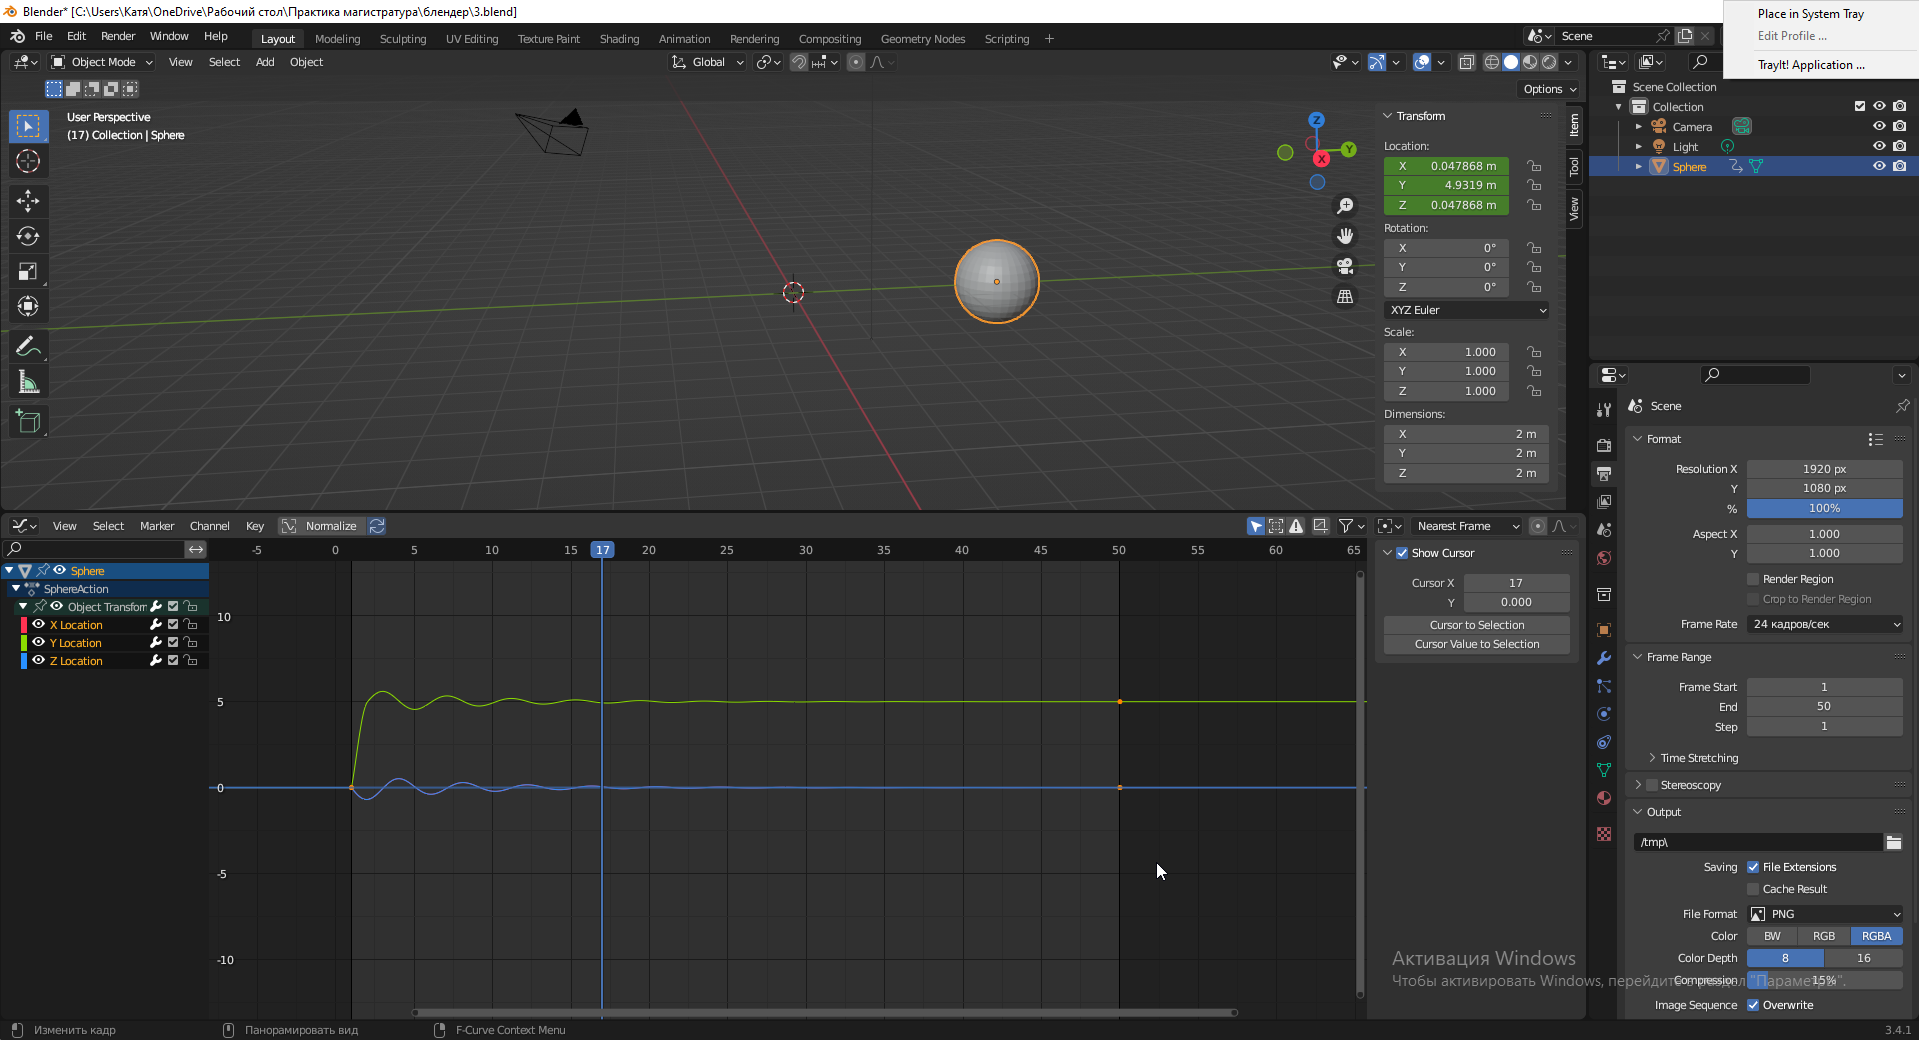 Blender* [C:\Users\Катя\OneDrive\Рабочий стол\Практика магистратура\блендер\3.blend]
Place in System Tray
Edit Profile ...
TrayIt! Application ...
File Edit Render Window Help
Layout Modeling Sculpting UV Editing Texture Paint Shading Animation Rendering Compositing Geometry Nodes Scripting +
Scene
Object Mode View Select Add Object
Global
Options
User Perspective
(17) Collection | Sphere
Z
Y
X
Transform
Location:
X 0.047868 m
Y 4.9319 m
Z 0.047868 m
Rotation:
X 0°
Y 0°
Z 0°
XYZ Euler
Scale:
X 1.000
Y 1.000
Z 1.000
Dimensions:
X 2 m
Y 2 m
Z 2 m
Item
Tool
View
Scene Collection
Collection
Camera
Light
Sphere
View Select Marker Channel Key Normalize
Nearest Frame
-5 0 5 10 15 17 20 25 30 35 40 45 50 55 60 65
Sphere
SphereAction
Object Transfor
X Location
Y Location
Z Location
10
5
0
-5
-10
Show Cursor
Cursor X 17
Y 0.000
Cursor to Selection
Cursor Value to Selection
Scene
Format
Resolution X 1920 px
Y 1080 px
% 100%
Aspect X 1.000
Y 1.000
Render Region
Crop to Render Region
Frame Rate 24 кадров/сек
Frame Range
Frame Start 1
End 50
Step 1
Time Stretching
Stereoscopy
Output
/tmp\
Saving File Extensions
Cache Result
File Format PNG
Color BW RGB RGBA
Color Depth 8 16
Compression 15%
Image Sequence Overwrite
Активация Windows
Чтобы активировать Windows, перейдите в раздел "Параметры".
Изменить кадр
Панорамировать вид
F-Curve Context Menu
3.4.1